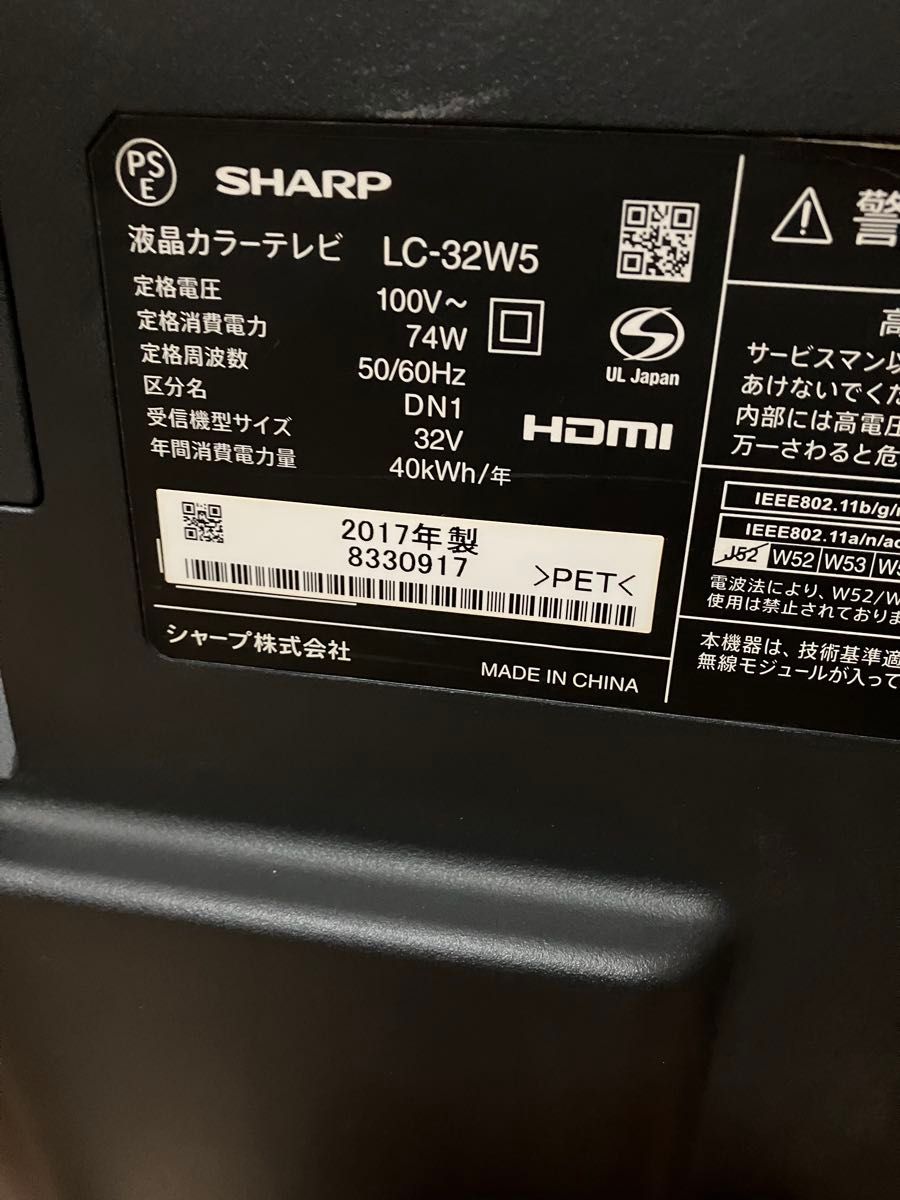 PS
E
SHARP
液晶カラーテレビ LC-32W5
定格電圧 100V～
定格消費電力 74W
定格周波数 50/60Hz
区分名 DN1
受信機型サイズ 32V
年間消費電力量 40kWh/年
UL Japan
HDMI
2017年製
8330917
>PET<
シャープ株式会社
MADE IN CHINA
警
高
サービスマン以
あけないでくだ
内部には高電圧
万一さわると危
IEEE802.11b/g/n
IEEE802.11a/n/ac
J52 W52 W53
電波法により、W52/W
使用は禁止されておりま
本機器は、技術基準適
無線モジュールが入って